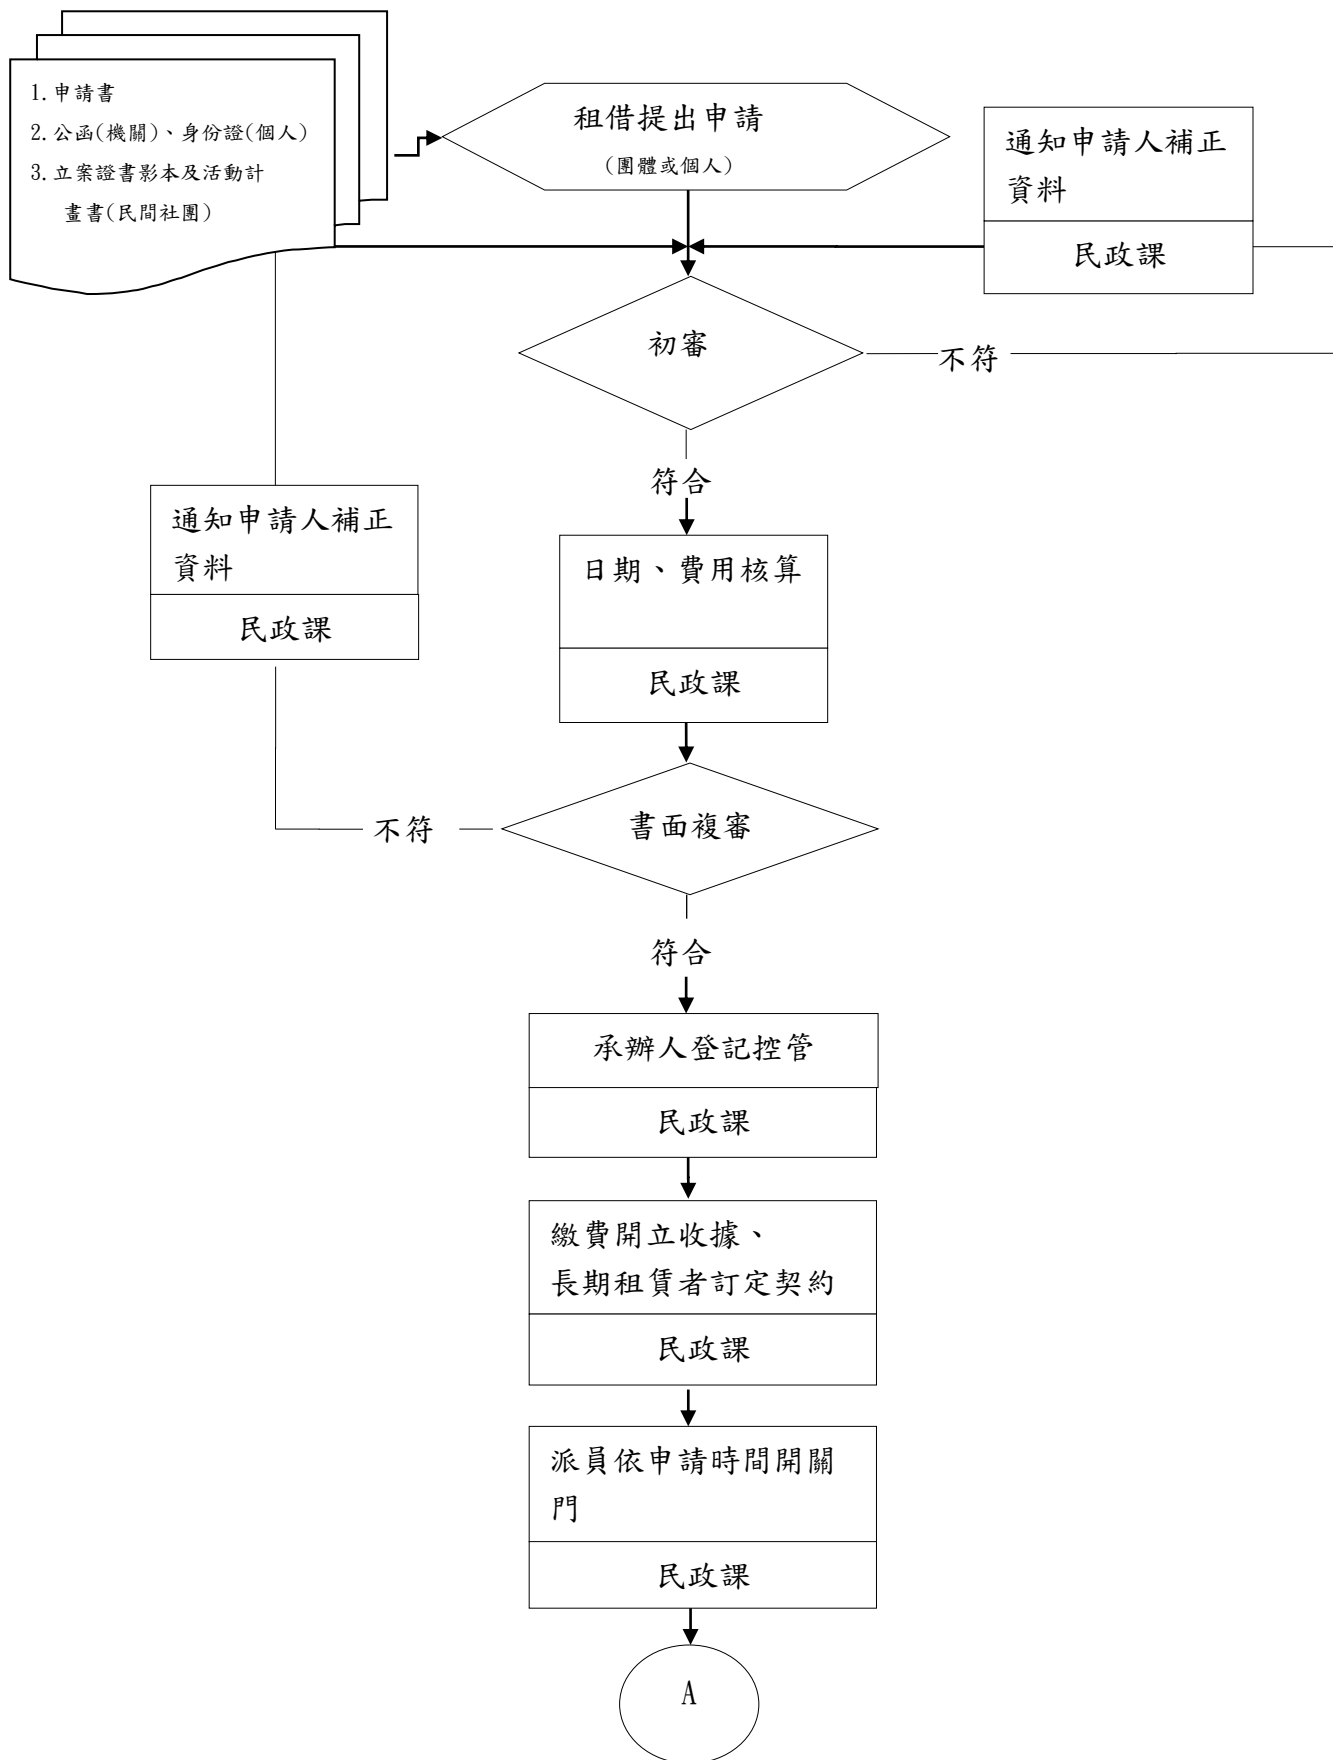 1.申請書
2.公函(機關)、身份證(個人)
3.立案證書影本及活動計
畫書(民間社團)
租借提出申請
(團體或個人)
通知申請人補正
資料
民政課
初審
不符
符合
通知申請人補正
資料
民政課
日期、費用核算
民政課
書面複審
不符
符合
承辦人登記控管
民政課
繳費開立收據、
長期租賃者訂定契約
民政課
派員依申請時間開關
門
民政課
A